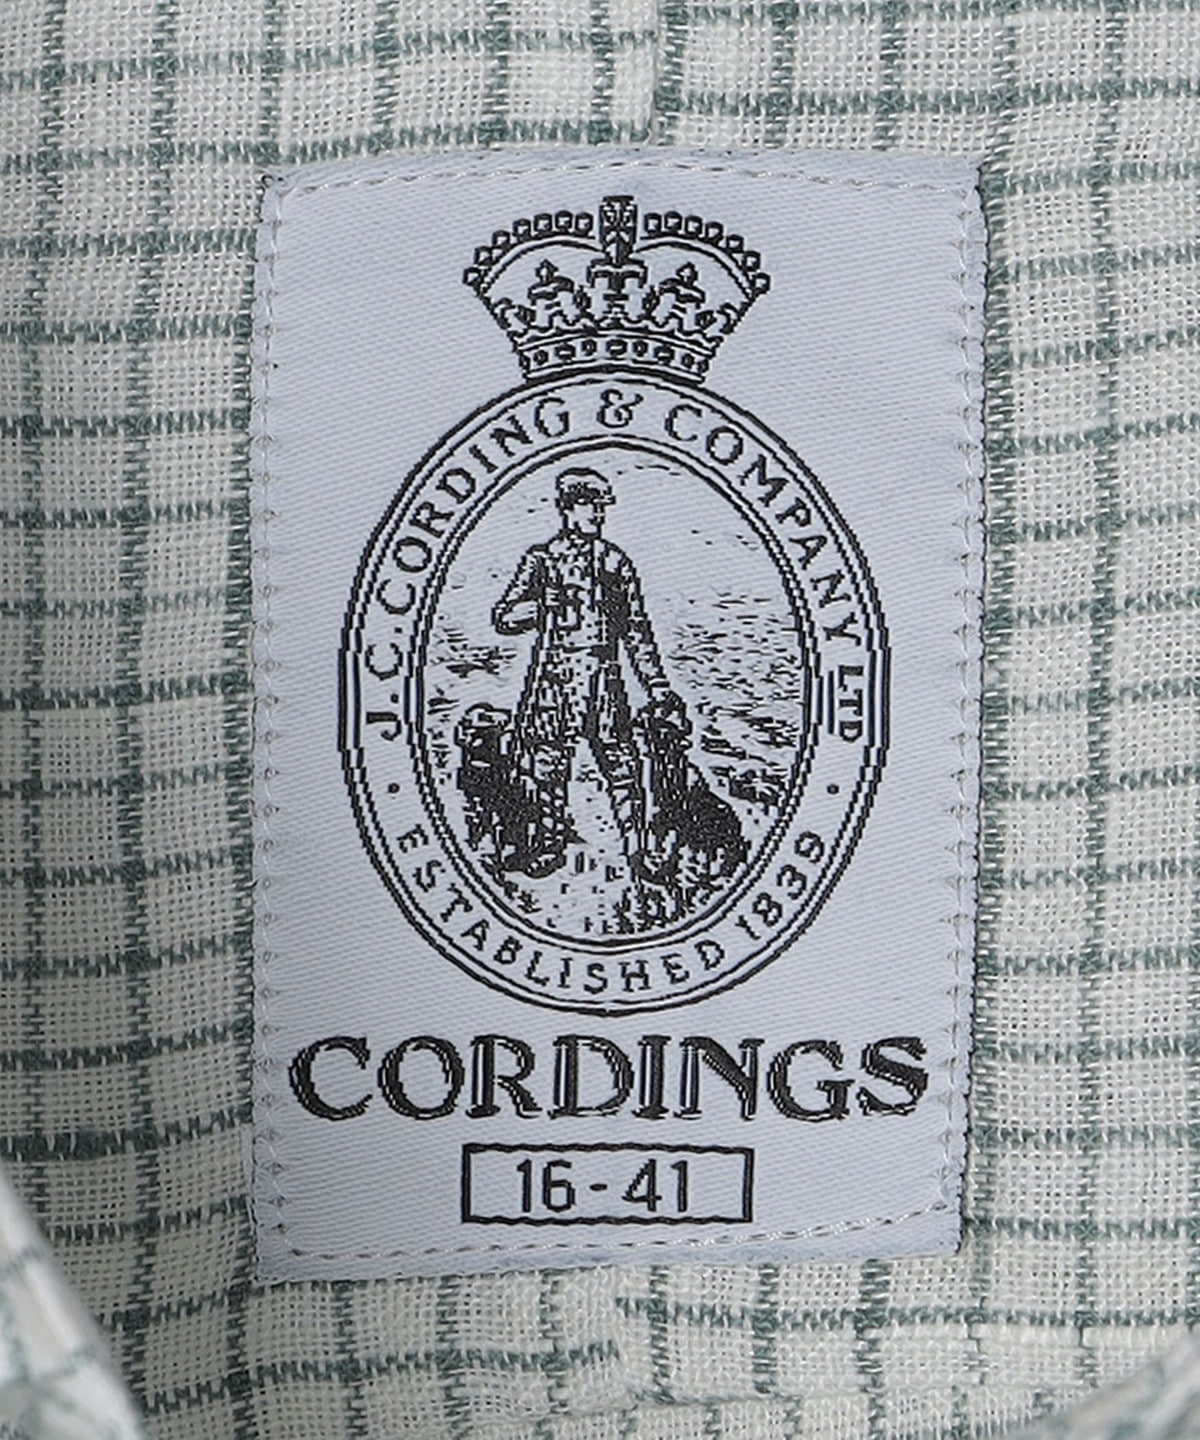 J.C.CORDING & COMPANY LTD
· ESTABLISHED 1839 ·
CORDINGS
16-41